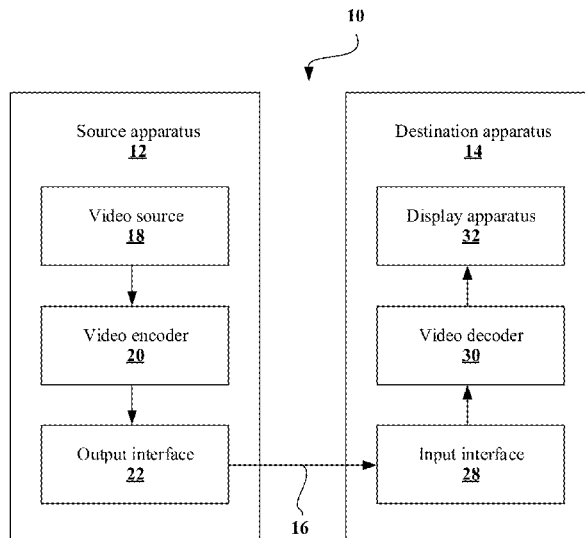 10
Source apparatus
12
Video source
18
Video encoder
20
Output interface
22
Destination apparatus
14
Display apparatus
32
Video decoder
30
Input interface
28
16